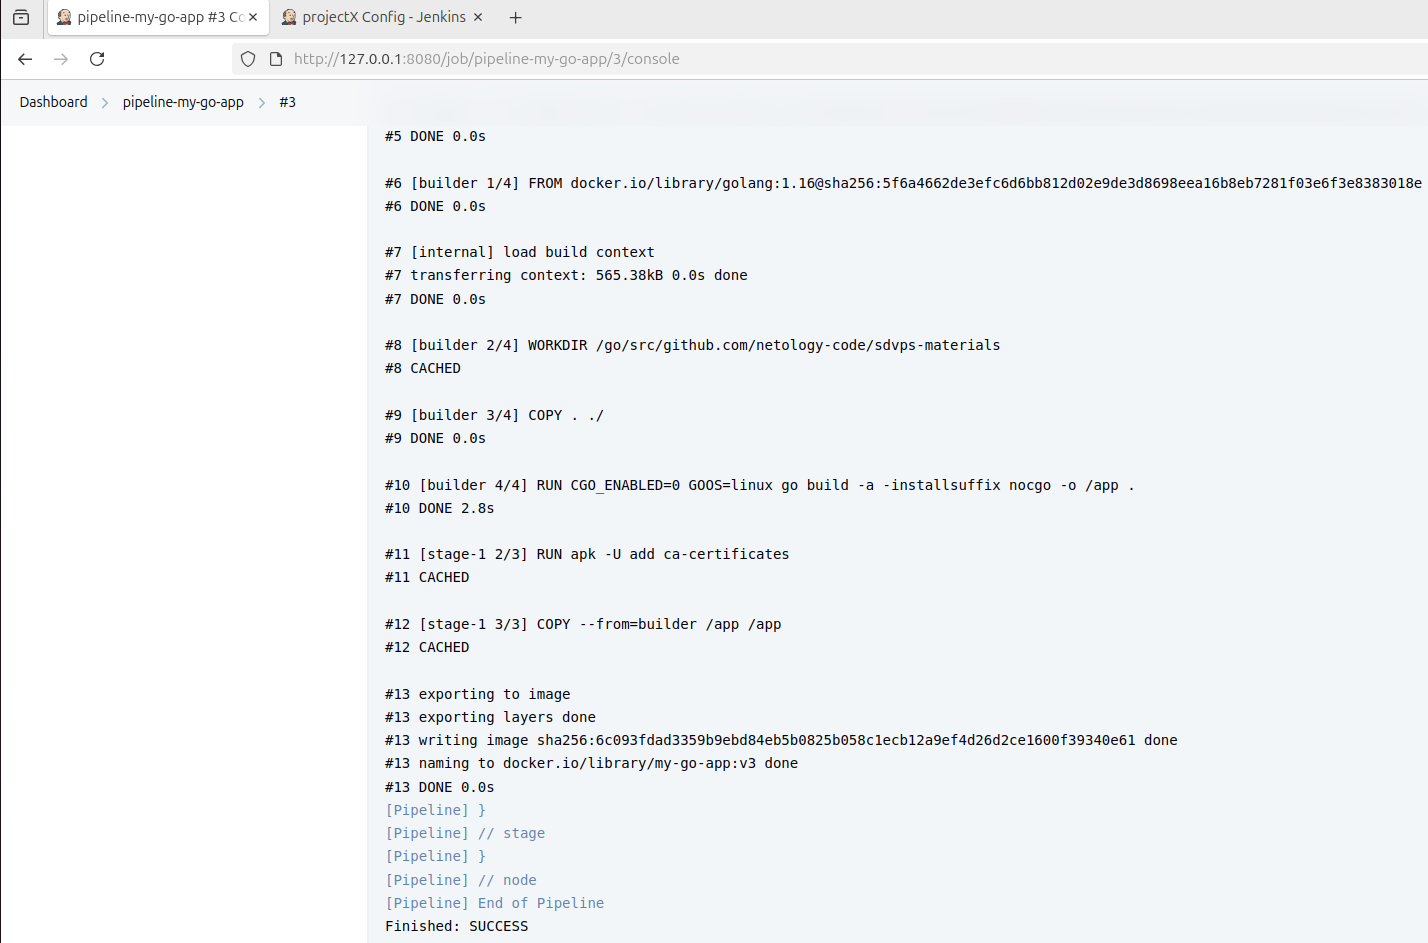 pipeline-my-go-app #3 Co
projectX Config - Jenkins
http://127.0.0.1:8080/job/pipeline-my-go-app/3/console
Dashboard
pipeline-my-go-app
#3
#5 DONE 0.0s
#6 [builder 1/4] FROM docker.io/library/golang:1.16@sha256:5f6a4662de3efc6d6bb812d02e9de3d8698eea16b8eb7281f03e6f3e8383018e
#6 DONE 0.0s
#7 [internal] load build context
#7 transferring context: 565.38kB 0.0s done
#7 DONE 0.0s
#8 [builder 2/4] WORKDIR /go/src/github.com/netology-code/sdvps-materials
#8 CACHED
#9 [builder 3/4] COPY . ./
#9 DONE 0.0s
#10 [builder 4/4] RUN CGO_ENABLED=0 GOOS=linux go build -a -installsuffix nocgo -o /app .
#10 DONE 2.8s
#11 [stage-1 2/3] RUN apk -U add ca-certificates
#11 CACHED
#12 [stage-1 3/3] COPY --from=builder /app /app
#12 CACHED
#13 exporting to image
#13 exporting layers done
#13 writing image sha256:6c093fdad3359b9ebd84eb5b0825b058c1ecb12a9ef4d26d2ce1600f39340e61 done
#13 naming to docker.io/library/my-go-app:v3 done
#13 DONE 0.0s
[Pipeline] }
[Pipeline] // stage
[Pipeline] }
[Pipeline] // node
[Pipeline] End of Pipeline
Finished: SUCCESS